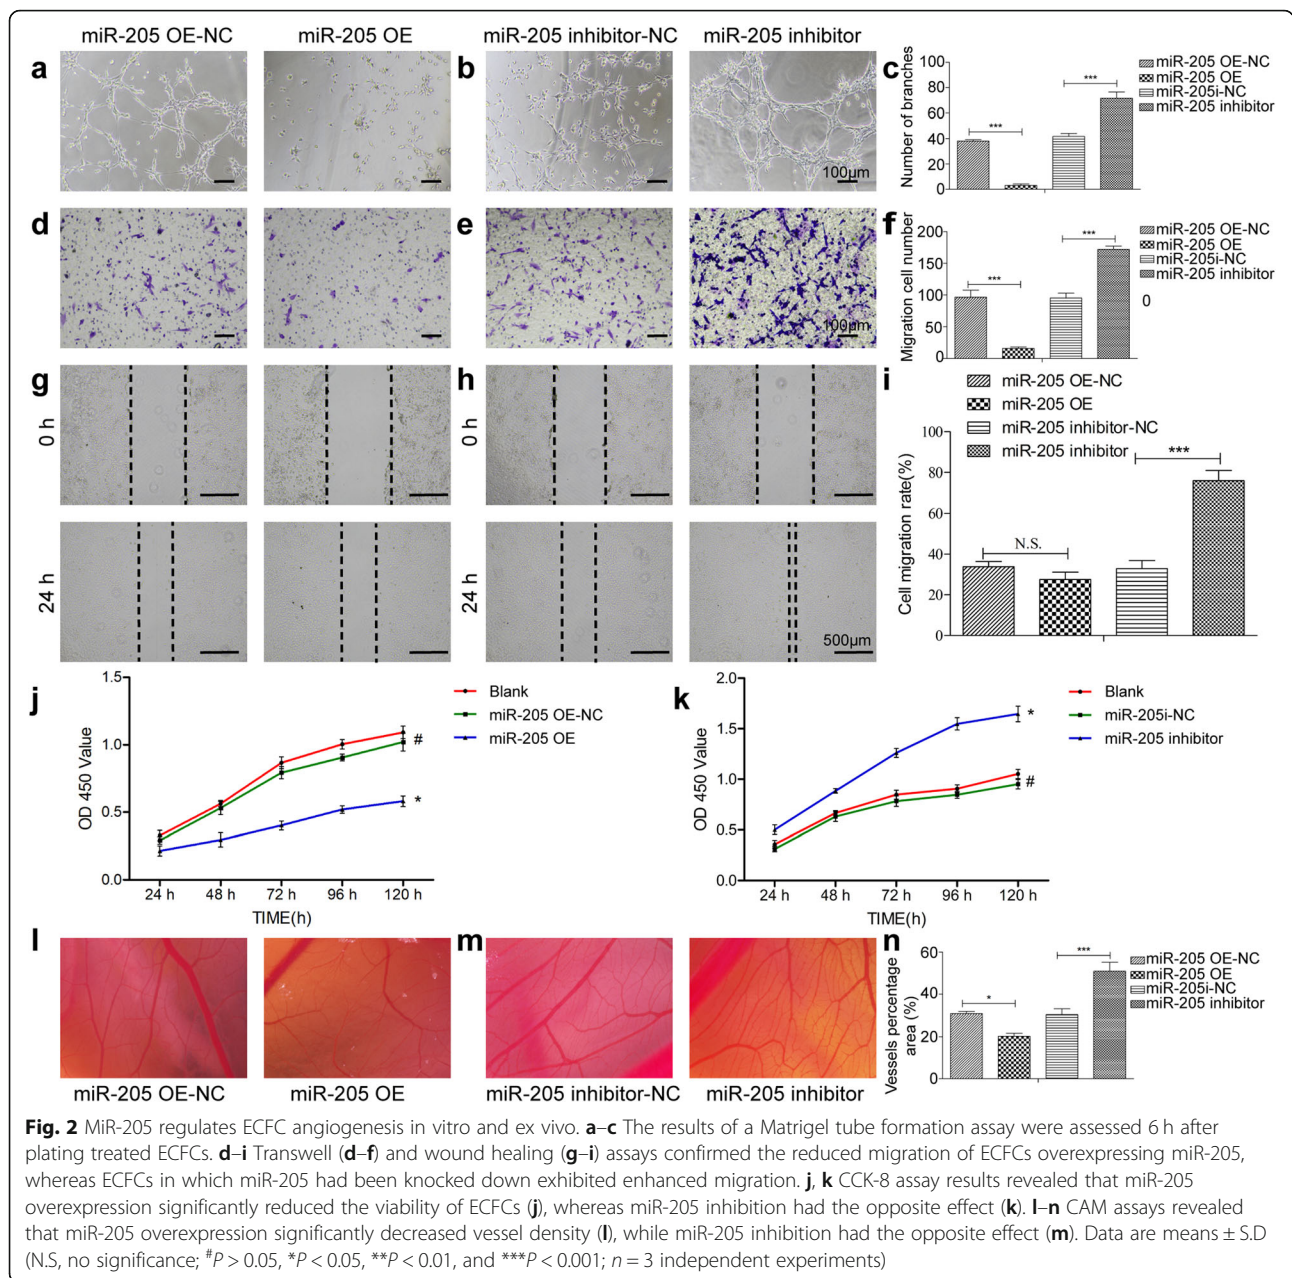 miR-205 OE-NC miR-205 OE miR-205 inhibitor-NC miR-205 inhibitor
a b c
100µm
Number of branches
100
80
60
40
20
0
***
***
miR-205 OE-NC
miR-205 OE
miR-205i-NC
miR-205 inhibitor
d e f
100µm
Migration cell number
200
150
100
50
0
***
***
miR-205 OE-NC
miR-205 OE
miR-205i-NC
miR-205 inhibitor
0
g h i
0 h 0 h
24 h 24 h
500µm
miR-205 OE-NC
miR-205 OE
miR-205 inhibitor-NC
miR-205 inhibitor
Cell migration rate(%)
100
80
60
40
20
0
N.S.
***
j
OD 450 Value
1.5
1.0
0.5
0.0
24 h 48 h 72 h 96 h 120 h
TIME(h)
Blank
miR-205 OE-NC
miR-205 OE
#
*
k
OD 450 Value
2.0
1.5
1.0
0.5
0.0
24 h 48 h 72 h 96 h 120 h
TIME(h)
Blank
miR-205i-NC
miR-205 inhibitor
*
#
l m n
miR-205 OE-NC miR-205 OE miR-205 inhibitor-NC miR-205 inhibitor
Vessels percentage
area (%)
60
40
20
0
*
***
miR-205 OE-NC
miR-205 OE
miR-205i-NC
miR-205 inhibitor
Fig. 2 MiR-205 regulates ECFC angiogenesis in vitro and ex vivo. a–c The results of a Matrigel tube formation assay were assessed 6 h after
plating treated ECFCs. d–i Transwell (d–f) and wound healing (g–i) assays confirmed the reduced migration of ECFCs overexpressing miR-205,
whereas ECFCs in which miR-205 had been knocked down exhibited enhanced migration. j, k CCK-8 assay results revealed that miR-205
overexpression significantly reduced the viability of ECFCs (j), whereas miR-205 inhibition had the opposite effect (k). l–n CAM assays revealed
that miR-205 overexpression significantly decreased vessel density (l), while miR-205 inhibition had the opposite effect (m). Data are means ± S.D
(N.S, no significance; #P > 0.05, *P < 0.05, **P < 0.01, and ***P < 0.001; n = 3 independent experiments)